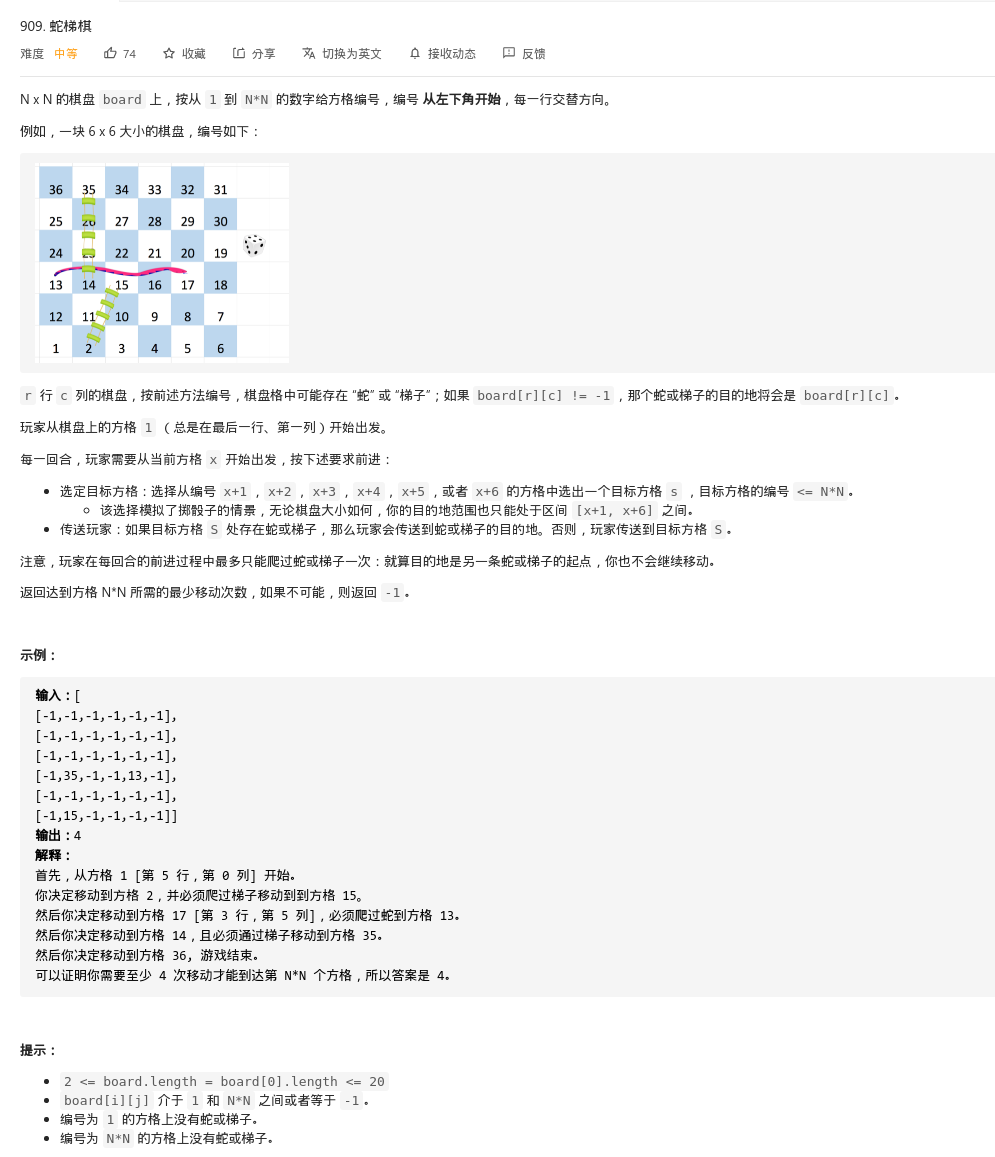 909. 蛇梯棋
难度 中等 74 收藏 分享 切换为英文 接收动态 反馈
N x N 的棋盘 board 上，按从 1 到 N*N 的数字给方格编号，编号 从左下角开始，每一行交替方向。
例如，一块 6 x 6 大小的棋盘，编号如下：
36 35 34 33 32 31
25 26 27 28 29 30
24 23 22 21 20 19
13 14 15 16 17 18
12 11 10 9 8 7
1 2 3 4 5 6
r 行 c 列的棋盘，按前述方法编号，棋盘格中可能存在 “蛇” 或 “梯子”；如果 board[r][c] != -1，那个蛇或梯子的目的地将会是 board[r][c]。
玩家从棋盘上的方格 1 （总是在最后一行、第一列）开始出发。
每一回合，玩家需要从当前方格 x 开始出发，按下述要求前进：
• 选定目标方格：选择从编号 x+1，x+2，x+3，x+4，x+5，或者 x+6 的方格中选出一个目标方格 s ，目标方格的编号 <= N*N。
◦ 该选择模拟了掷骰子的情景，无论棋盘大小如何，你的目的地范围也只能处于区间 [x+1, x+6] 之间。
• 传送玩家：如果目标方格 S 处存在蛇或梯子，那么玩家会传送到蛇或梯子的目的地。否则，玩家传送到目标方格 S。
注意，玩家在每回合的前进过程中最多只能爬过蛇或梯子一次：就算目的地是另一条蛇或梯子的起点，你也不会继续移动。
返回达到方格 N*N 所需的最少移动次数，如果不可能，则返回 -1。
示例：
输入：[
[-1,-1,-1,-1,-1,-1],
[-1,-1,-1,-1,-1,-1],
[-1,-1,-1,-1,-1,-1],
[-1,35,-1,-1,13,-1],
[-1,-1,-1,-1,-1,-1],
[-1,15,-1,-1,-1,-1]]
输出：4
解释：
首先，从方格 1 [第 5 行，第 0 列] 开始。
你决定移动到方格 2，并必须爬过梯子移动到到方格 15。
然后你决定移动到方格 17 [第 3 行，第 5 列]，必须爬过蛇到方格 13。
然后你决定移动到方格 14，且必须通过梯子移动到方格 35。
然后你决定移动到方格 36, 游戏结束。
可以证明你需要至少 4 次移动才能到达第 N*N 个方格，所以答案是 4。
提示：
• 2 <= board.length = board[0].length <= 20
• board[i][j] 介于 1 和 N*N 之间或者等于 -1。
• 编号为 1 的方格上没有蛇或梯子。
• 编号为 N*N 的方格上没有蛇或梯子。